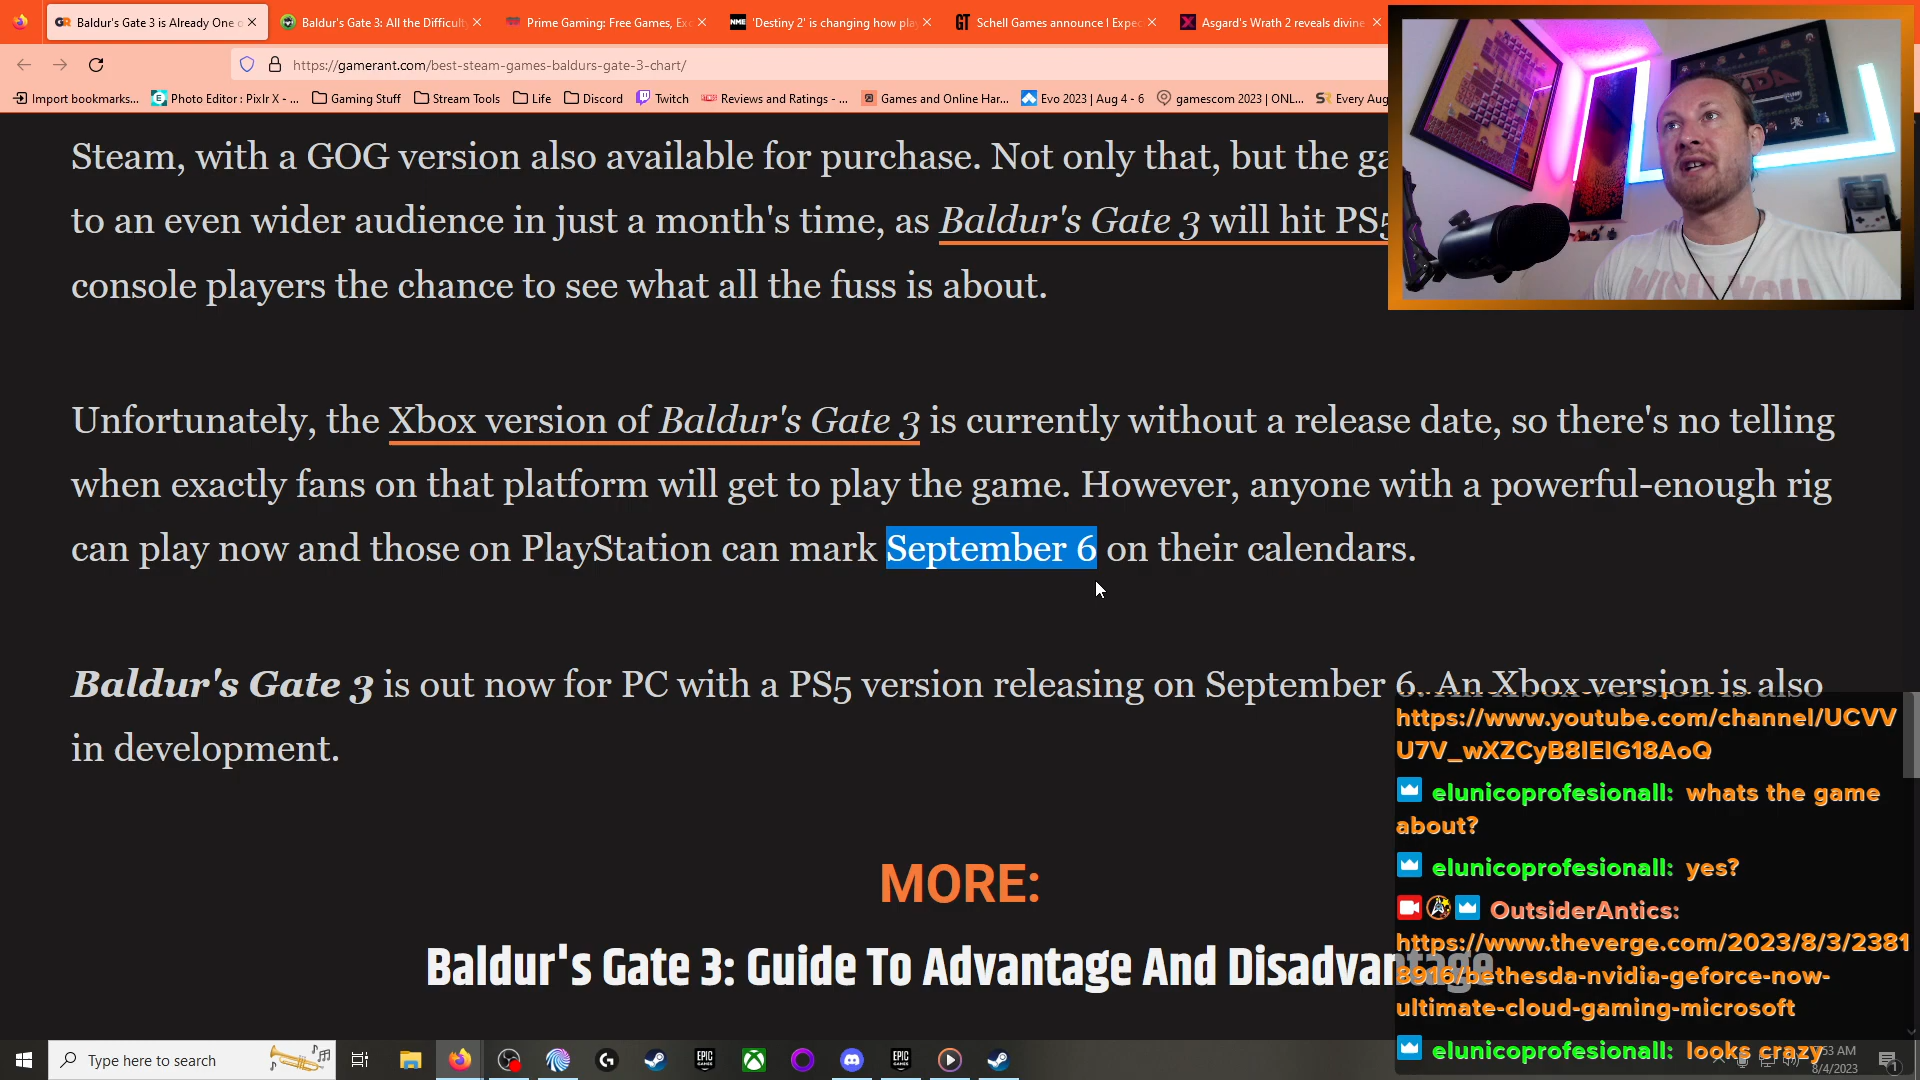 Baldur's Gate 3 is Already One o
Baldur's Gate 3: All the Difficulty
Prime Gaming: Free Games, Exc
NME 'Destiny 2' is changing how pla
GT Schell Games announce I Expec
Asgard's Wrath 2 reveals divine
https://gamerant.com/best-steam-games-baldurs-gate-3-chart/
Import bookmarks...
Photo Editor : Pixlr X - ...
Gaming Stuff
Stream Tools
Life
Discord
Twitch
Reviews and Ratings - ...
Games and Online Har...
Evo 2023 | Aug 4 - 6
gamescom 2023 | ONL...
SR Every Aug
Steam, with a GOG version also available for purchase. Not only that, but the ga
to an even wider audience in just a month's time, as Baldur's Gate 3 will hit PS5
console players the chance to see what all the fuss is about.
Unfortunately, the Xbox version of Baldur's Gate 3 is currently without a release date, so there's no telling
when exactly fans on that platform will get to play the game. However, anyone with a powerful-enough rig
can play now and those on PlayStation can mark September 6 on their calendars.
Baldur's Gate 3 is out now for PC with a PS5 version releasing on September 6. An Xbox version is also
in development.
MORE:
Baldur's Gate 3: Guide To Advantage And Disadvantage
https://www.youtube.com/channel/UCVV
U7V_wXZCyB8IEIG18AoQ
elunicoprofesionall: whats the game
about?
elunicoprofesionall: yes?
OutsiderAntics:
https://www.theverge.com/2023/8/3/2381
8916/bethesda-nvidia-geforce-now-
ultimate-cloud-gaming-microsoft
elunicoprofesionall: looks crazy
Type here to search
EPIC GAMES
EPIC GAMES
:53 AM
8/4/2023